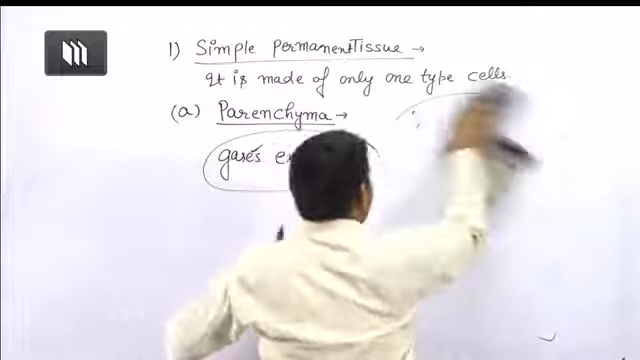 1) Simple PermanentTissue →
It is made of only one type cells.
(a) Parenchyma →
gases